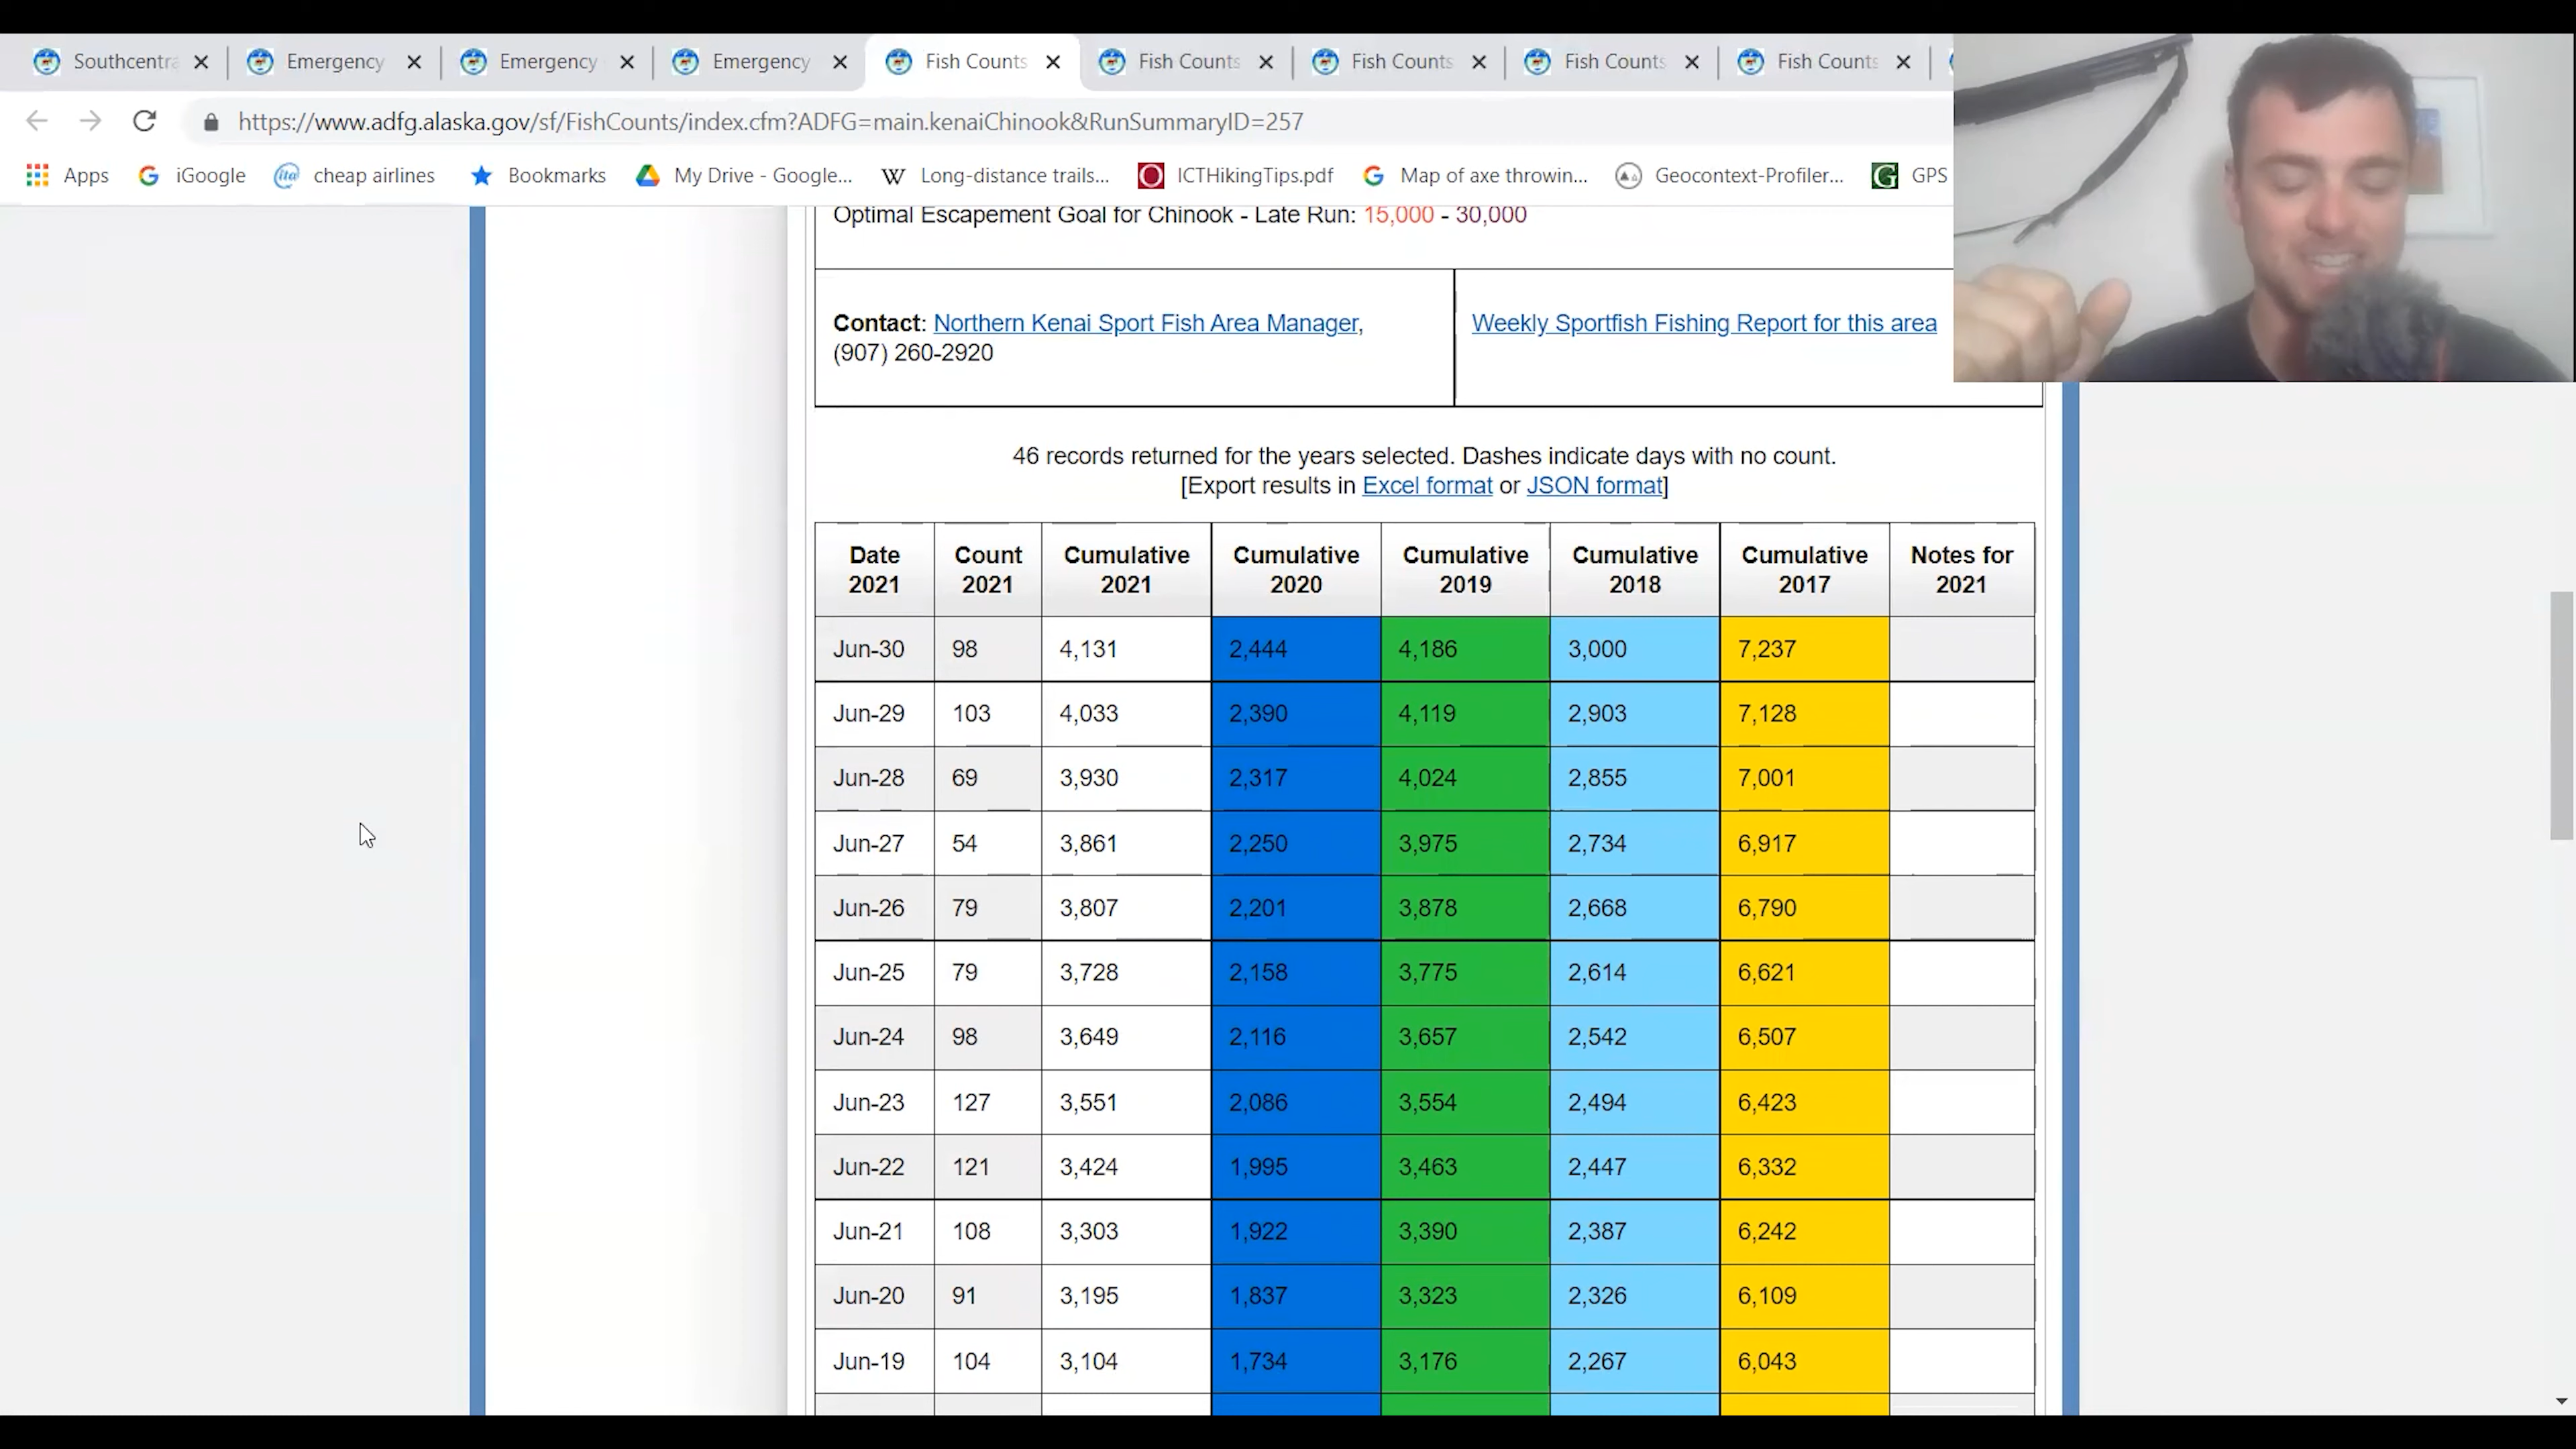 Southcentra
Emergency
Emergency
Emergency
Fish Counts
Fish Counts
Fish Counts
Fish Counts
Fish Counts
https://www.adfg.alaska.gov/sf/FishCounts/index.cfm?ADFG=main.kenaiChinook&RunSummaryID=257
Apps iGoogle cheap airlines Bookmarks My Drive - Google... Long-distance trails... ICTHikingTips.pdf Map of axe throwin... Geocontext-Profiler... GPS
Optimal Escapement Goal for Chinook - Late Run: 15,000 - 30,000
Contact: Northern Kenai Sport Fish Area Manager,
(907) 260-2920
Weekly Sportfish Fishing Report for this area
46 records returned for the years selected. Dashes indicate days with no count.
[Export results in Excel format or JSON format]
Date 2021 Count 2021 Cumulative 2021 Cumulative 2020 Cumulative 2019 Cumulative 2018 Cumulative 2017 Notes for 2021
Jun-30 98 4,131 2,444 4,186 3,000 7,237
Jun-29 103 4,033 2,390 4,119 2,903 7,128
Jun-28 69 3,930 2,317 4,024 2,855 7,001
Jun-27 54 3,861 2,250 3,975 2,734 6,917
Jun-26 79 3,807 2,201 3,878 2,668 6,790
Jun-25 79 3,728 2,158 3,775 2,614 6,621
Jun-24 98 3,649 2,116 3,657 2,542 6,507
Jun-23 127 3,551 2,086 3,554 2,494 6,423
Jun-22 121 3,424 1,995 3,463 2,447 6,332
Jun-21 108 3,303 1,922 3,390 2,387 6,242
Jun-20 91 3,195 1,837 3,323 2,326 6,109
Jun-19 104 3,104 1,734 3,176 2,267 6,043